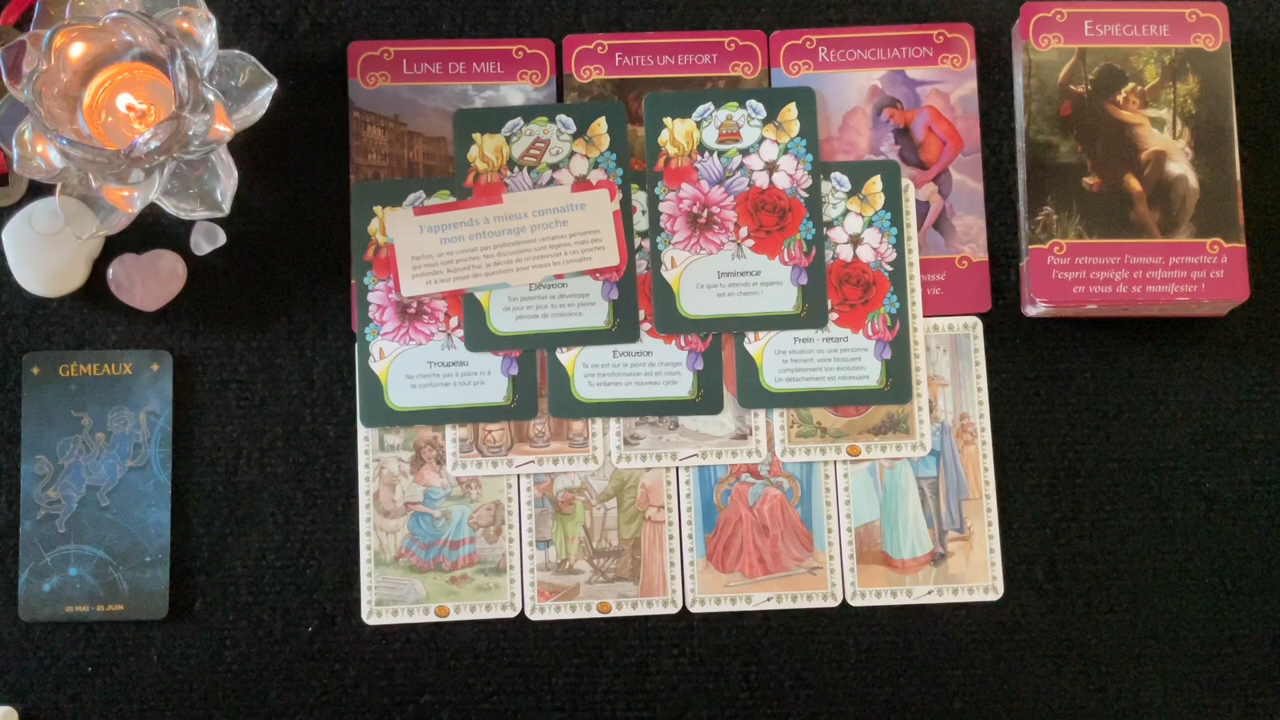 LUNE DE MIEL
FAITES UN EFFORT
RÉCONCILIATION
passé
vie.
ESPIÈGLERIE
Pour retrouver l'amour, permettez à
l'esprit espiègle et enfantin qui est
en vous de se manifester !
J'apprends à mieux connaître
mon entourage proche
Parfois, on ne connaît pas profondément certaines personnes
qui nous sont proches. Nos discussions sont légères, mais peu
profondes. Aujourd'hui, je décide de m'intéresser à ces proches
et à leur poser des questions pour mieux les connaître.
Élévation
Ton potentiel se développe
de jour en jour, tu es en pleine
période de croissance.
Imminence
Ce que tu attends et espères
est en chemin !
Troupeau
Ne cherche pas à plaire ni à
te conformer à tout prix.
Évolution
Ta vie est sur le point de changer,
une transformation est en cours.
Tu entames un nouveau cycle.
Frein - retard
Une situation ou une personne
te freinent, voire bloquent
complètement ton évolution.
Un détachement est nécessaire.
GÉMEAUX
21 MAI - 21 JUIN